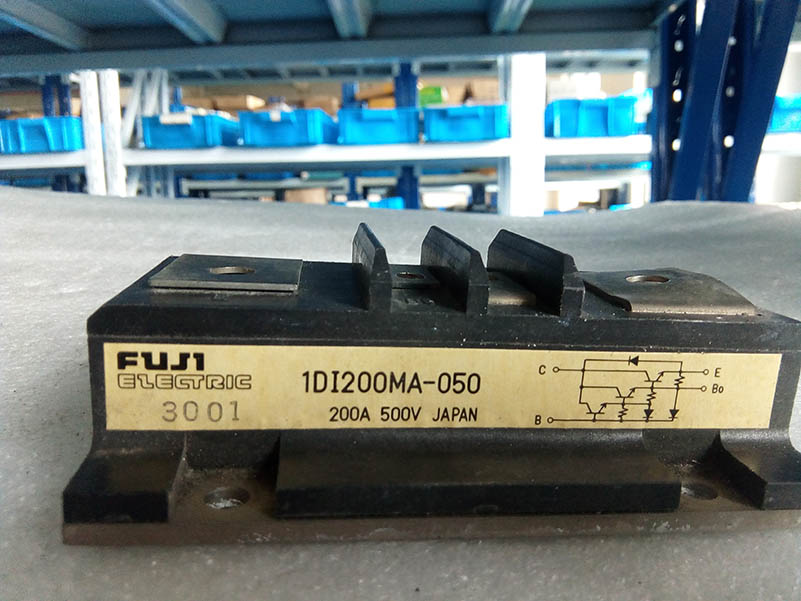 FUJI
ELECTRIC
3001
1DI200MA-050
200A 500V JAPAN
C
E
Bo
B